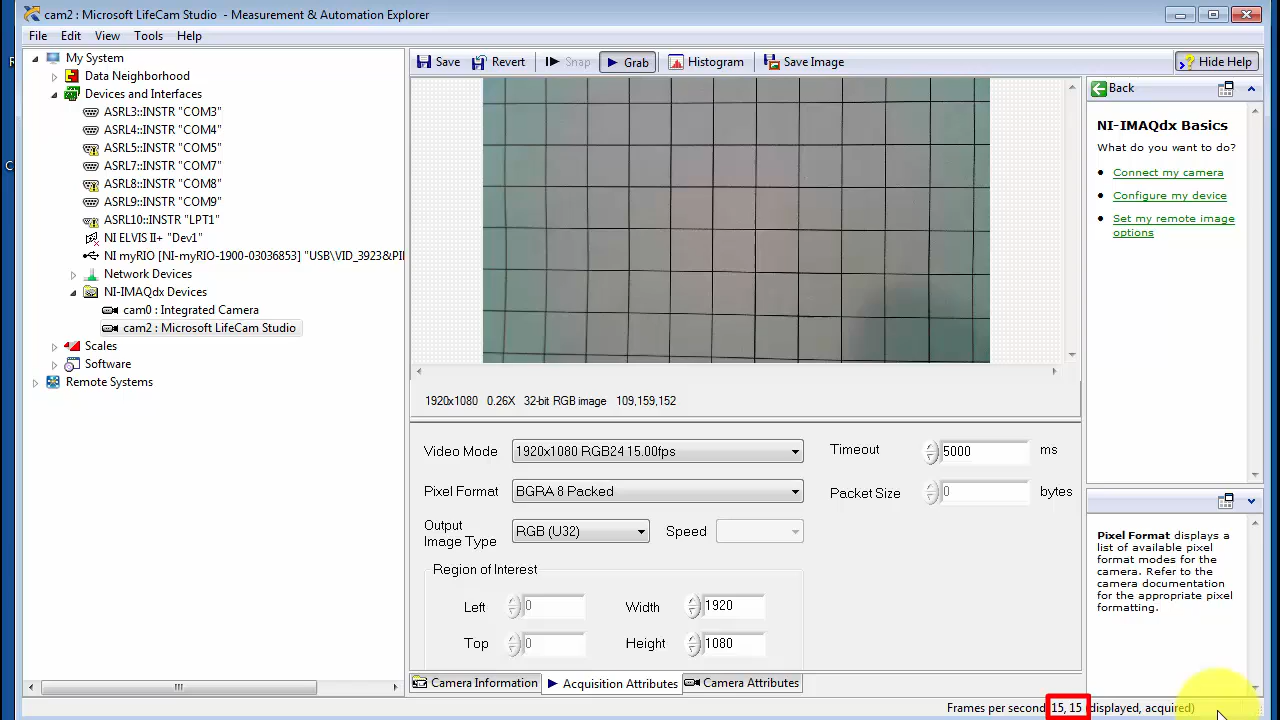 cam2 : Microsoft LifeCam Studio - Measurement & Automation Explorer
File Edit View Tools Help
My System
Data Neighborhood
Devices and Interfaces
ASRL3::INSTR "COM3"
ASRL4::INSTR "COM4"
ASRL5::INSTR "COM5"
ASRL7::INSTR "COM7"
ASRL8::INSTR "COM8"
ASRL9::INSTR "COM9"
ASRL10::INSTR "LPT1"
NI ELVIS II+ "Dev1"
NI myRIO [NI-myRIO-1900-03036853] "USB\VID_3923&PI
Network Devices
NI-IMAQdx Devices
cam0 : Integrated Camera
cam2 : Microsoft LifeCam Studio
Scales
Software
Remote Systems
Save Revert Snap Grab Histogram Save Image Hide Help
1920x1080 0.26X 32-bit RGB image 109,159,152
Video Mode 1920x1080 RGB24 15.00fps
Pixel Format BGRA 8 Packed
Output Image Type RGB (U32) Speed
Timeout 5000 ms
Packet Size 0 bytes
Region of Interest
Left 0 Width 1920
Top 0 Height 1080
Camera Information Acquisition Attributes Camera Attributes
Back
NI-IMAQdx Basics
What do you want to do?
Connect my camera
Configure my device
Set my remote image
options
Pixel Format displays a
list of available pixel
format modes for the
camera. Refer to the
camera documentation
for the appropriate pixel
formatting.
Frames per second 15, 15 (displayed, acquired)